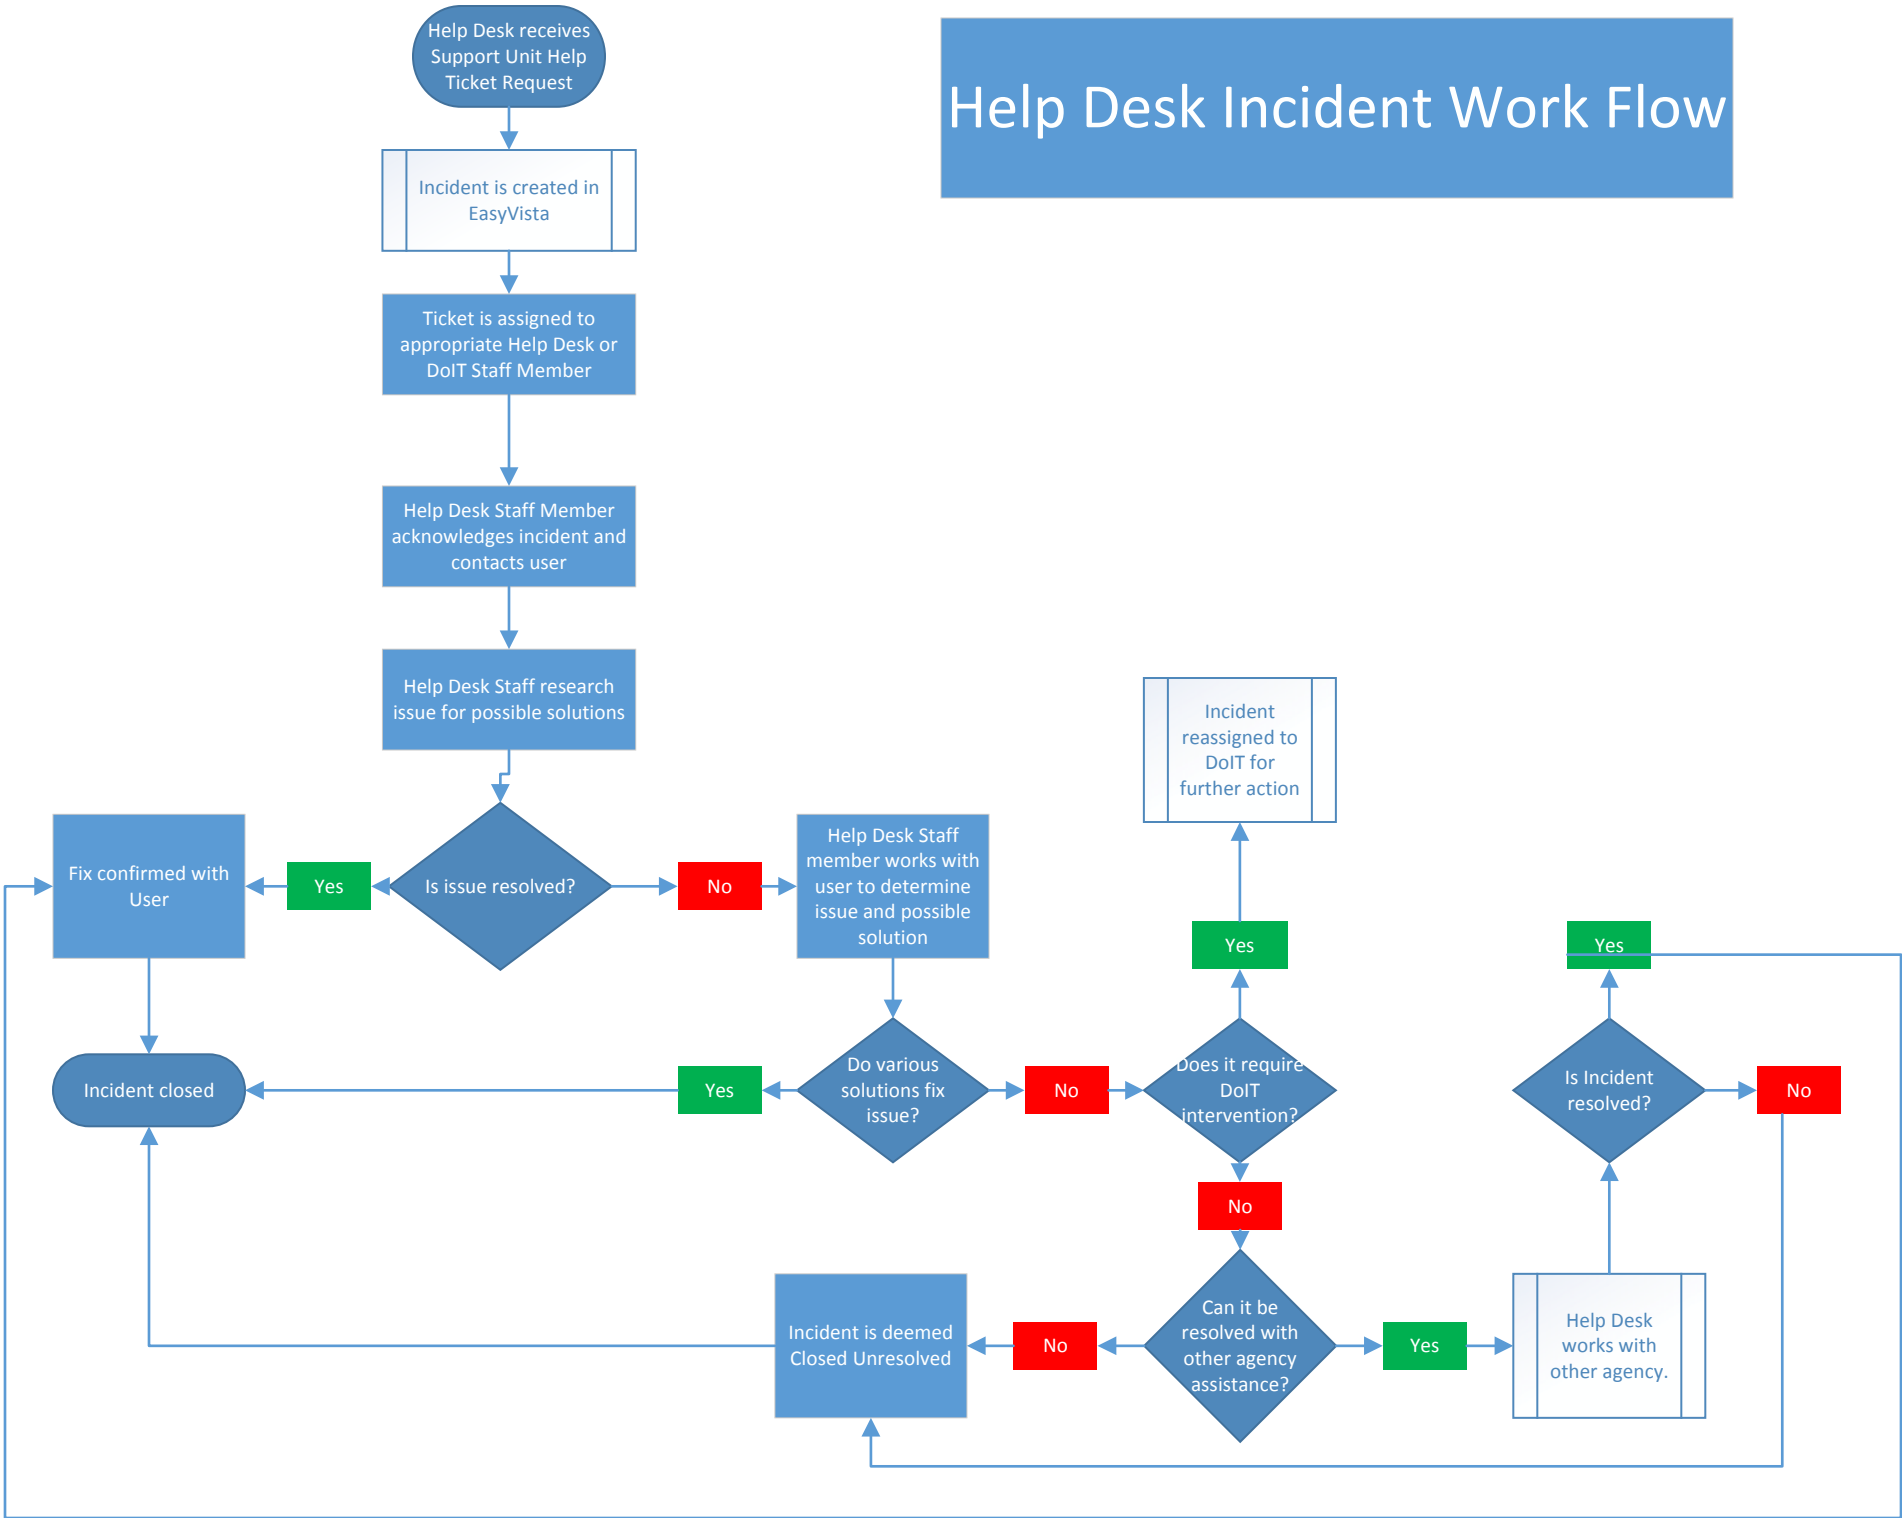 Help Desk receives
Support Unit Help
Ticket Request
Help Desk Incident Work Flow
Incident is created in
EasyVista
Ticket is assigned to
appropriate Help Desk or
DoIT Staff Member
Help Desk Staff Member
acknowledges incident and
contacts user
Help Desk Staff research
issue for possible solutions
Incident
reassigned to
DoIT for
further action
Fix confirmed with
User
Yes
Is issue resolved?
No
Help Desk Staff
member works with
user to determine
issue and possible
solution
Yes
Yes
Incident closed
Yes
Do various
solutions fix
issue?
No
Does it require
DoIT
intervention?
Is Incident
resolved?
No
No
Incident is deemed
Closed Unresolved
No
Can it be
resolved with
other agency
assistance?
Yes
Help Desk
works with
other agency.